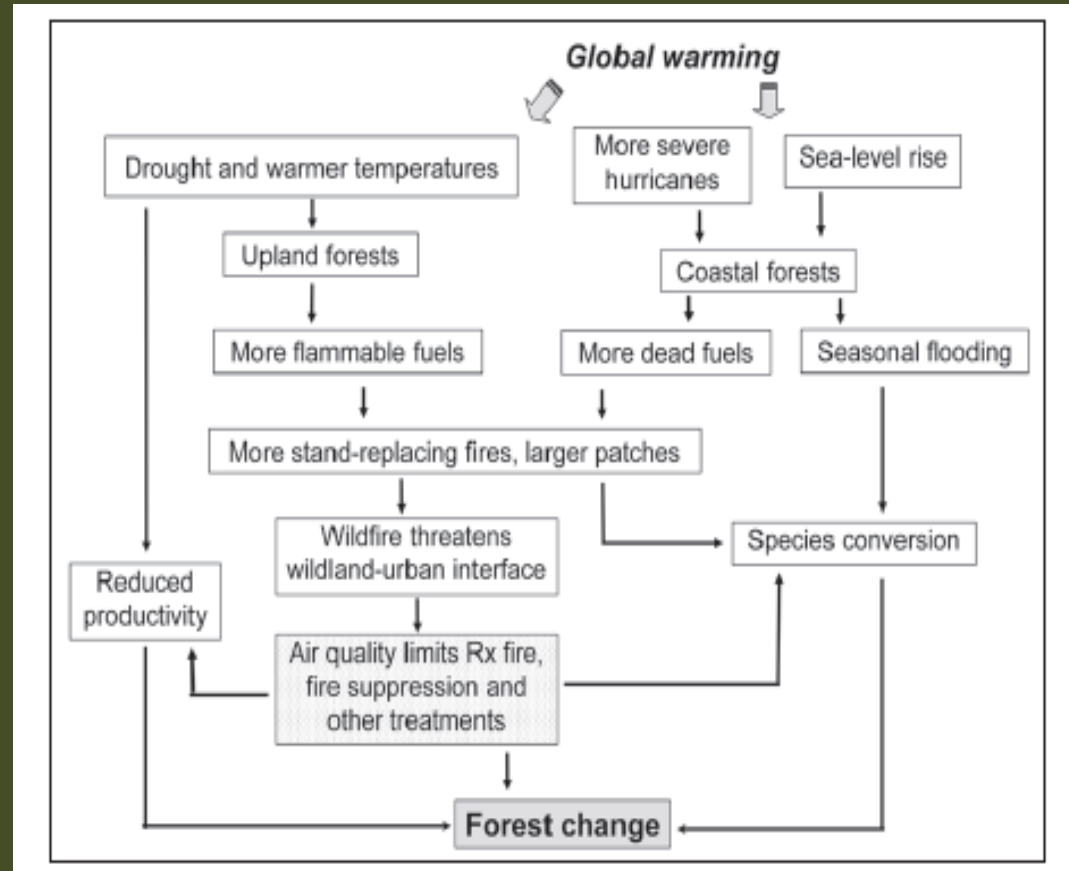 Global warming
Drought and warmer temperatures
More severe
hurricanes
Sea-level rise
Upland forests
Coastal forests
More flammable fuels
More dead fuels
Seasonal flooding
More stand-replacing fires, larger patches
Wildfire threatens
wildland-urban interface
Species conversion
Reduced
productivity
Air quality limits Rx fire,
fire suppression and
other treatments
Forest change